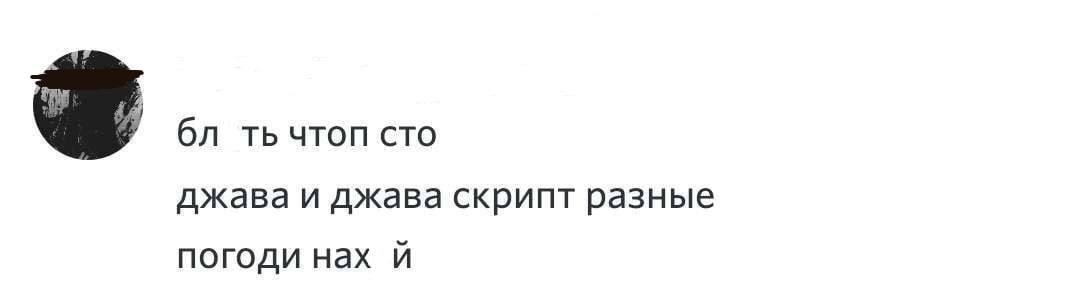 бл ть чтоп сто
джава и джава скрипт разные
погоди нах й